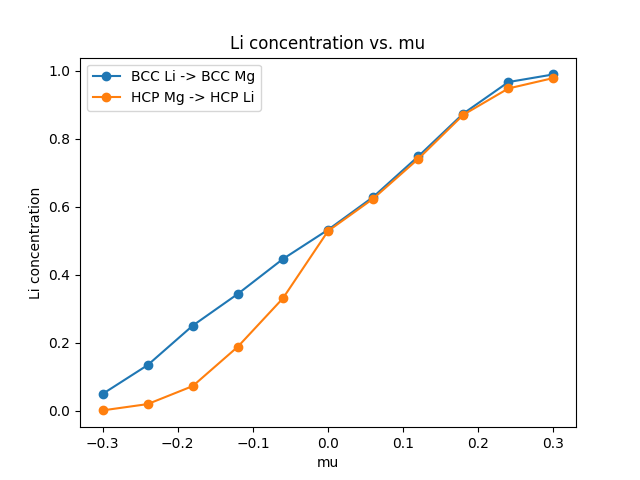 Li concentration vs. mu
BCC Li -> BCC Mg
HCP Mg -> HCP Li
Li concentration
1.0
0.8
0.6
0.4
0.2
0.0
−0.3
−0.2
−0.1
0.0
0.1
0.2
0.3
mu